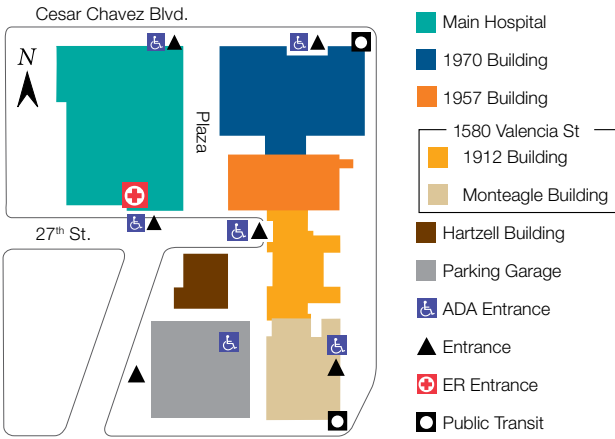 Cesar Chavez Blvd.
N
Plaza
27th St.
Main Hospital
1970 Building
1957 Building
1580 Valencia St
1912 Building
Monteagle Building
Hartzell Building
Parking Garage
ADA Entrance
Entrance
ER Entrance
Public Transit